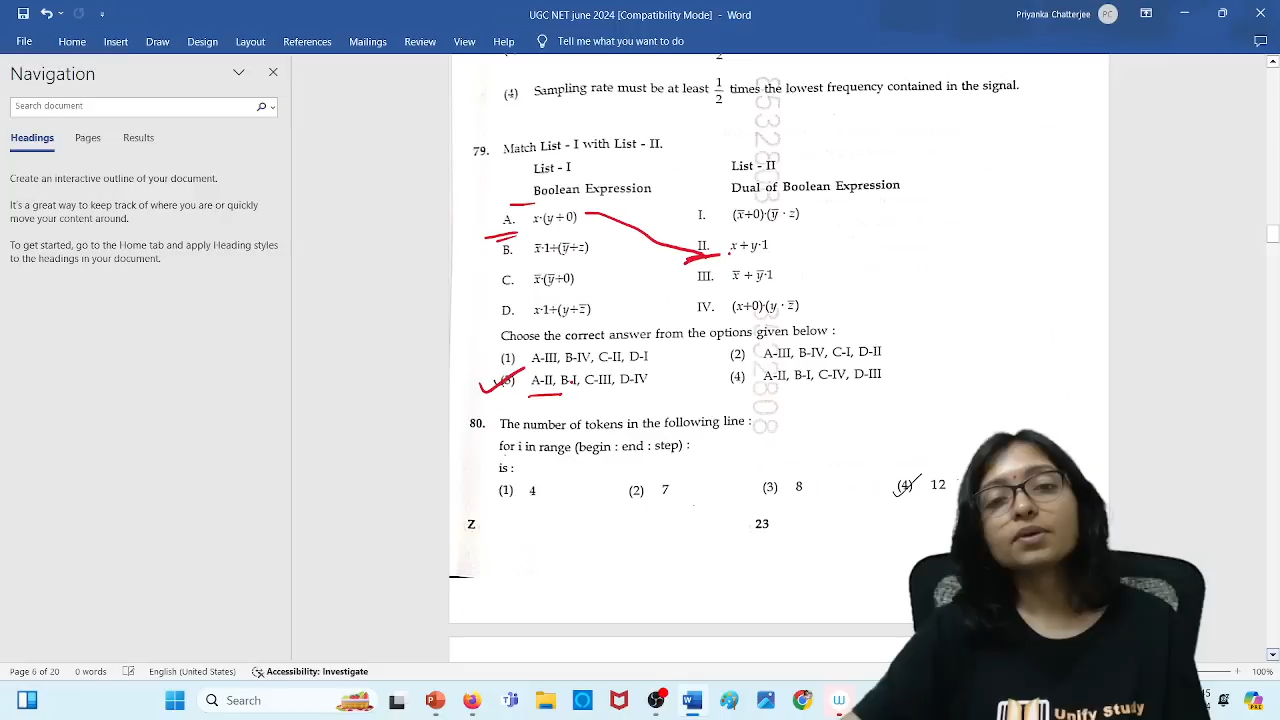 UGC NET june 2024 [Compatibility Mode] - Word
Priyanka Chatterjee
PC
File Home Insert Draw Design Layout References Mailings Review View Help Tell me what you want to do
Navigation
Search document
Headings Pages Results
Create an interactive outline of your document.
It's a great way to keep track of where you are or quickly
move your content around.
To get started, go to the Home tab and apply Heading styles
to the headings in your document.
2
(4) Sampling rate must be at least 1/2 times the lowest frequency contained in the signal.
79. Match List - I with List - II.
List - I List - II
Boolean Expression Dual of Boolean Expression
A. x·(y+0) I. (x̅+0)·(y̅ · z)
B. x̅·1+(y̅+z) II. x+y·1
C. x̅·(y̅+0) III. x̅ + y̅·1
D. x·1+(y+z̅) IV. (x+0)·(y · z̅)
Choose the correct answer from the options given below :
(1) A-III, B-IV, C-II, D-I (2) A-III, B-IV, C-I, D-II
(3) A-II, B-I, C-III, D-IV (4) A-II, B-I, C-IV, D-III
80. The number of tokens in the following line :
for i in range (begin : end : step) :
is :
(1) 4 (2) 7 (3) 8 (4) 12
Z 23
8532808
8532808
Unify Study
Page 6 of 20 0 words English (United States) Accessibility: Investigate 100%
Search